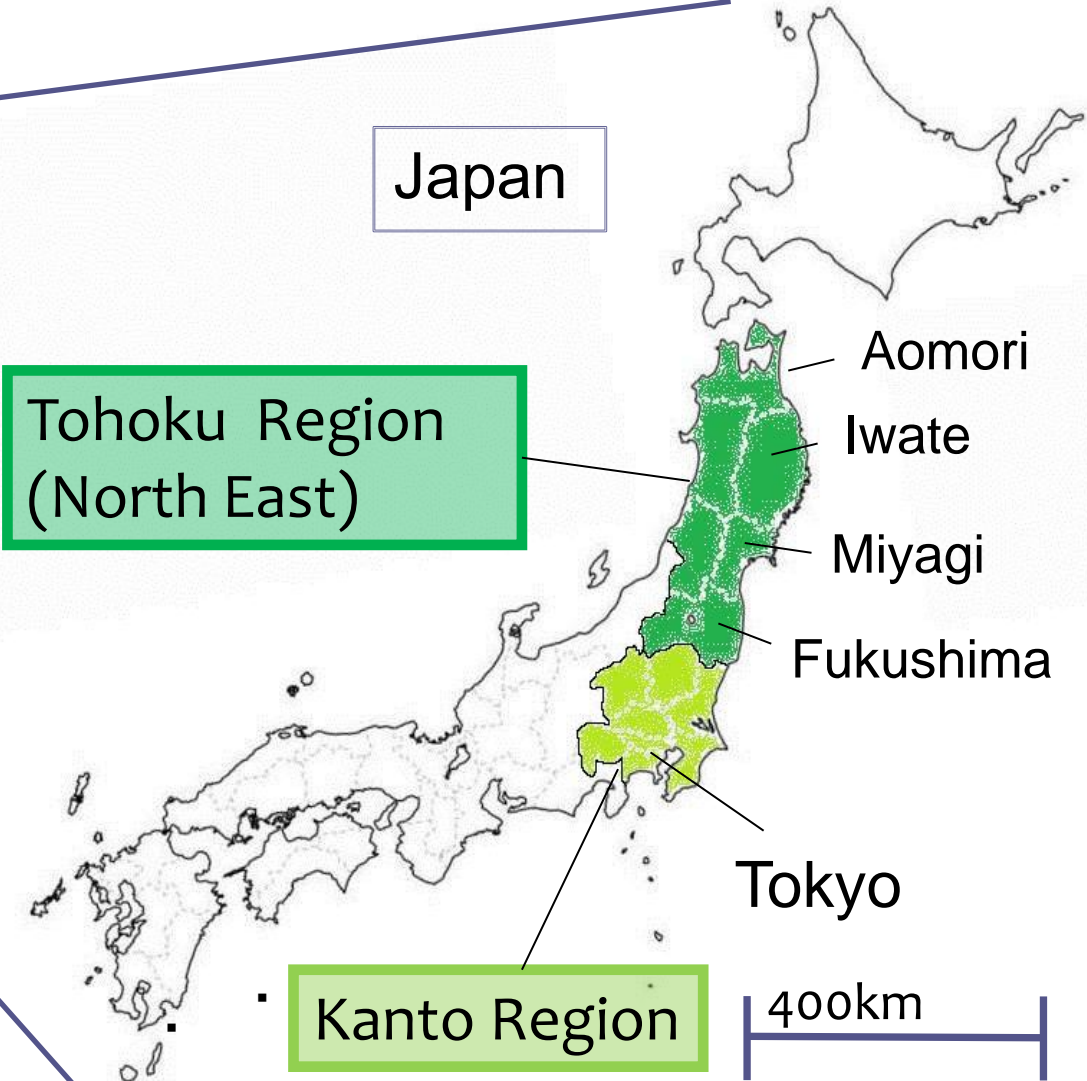 Japan
Aomori
Tohoku Region
(North East)
Iwate
Miyagi
Fukushima
Tokyo
Kanto Region
400km